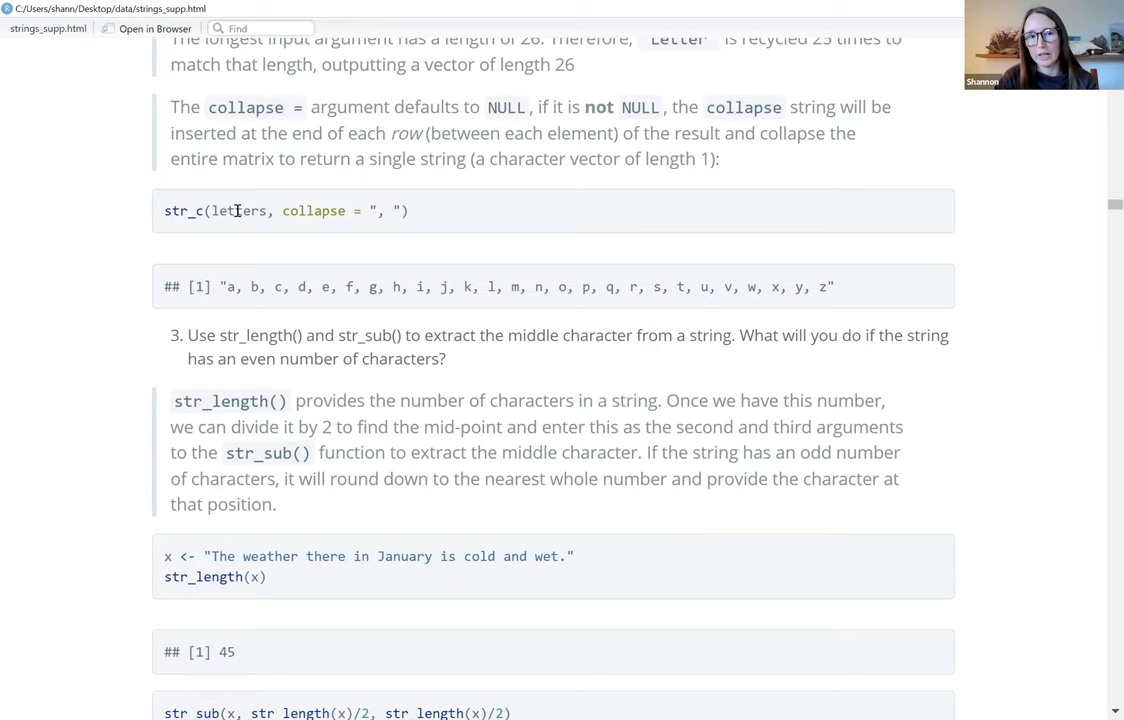 C:/Users/shann/Desktop/data/strings_supp.html
strings_supp.html Open in Browser Find
Shannon
The longest input argument has a length of 26. Therefore, Letter is recycled 25 times to
match that length, outputting a vector of length 26
The collapse = argument defaults to NULL, if it is not NULL, the collapse string will be
inserted at the end of each row (between each element) of the result and collapse the
entire matrix to return a single string (a character vector of length 1):
str_c(letters, collapse = ", ")
## [1] "a, b, c, d, e, f, g, h, i, j, k, l, m, n, o, p, q, r, s, t, u, v, w, x, y, z"
3. Use str_length() and str_sub() to extract the middle character from a string. What will you do if the string
has an even number of characters?
str_length() provides the number of characters in a string. Once we have this number,
we can divide it by 2 to find the mid-point and enter this as the second and third arguments
to the str_sub() function to extract the middle character. If the string has an odd number
of characters, it will round down to the nearest whole number and provide the character at
that position.
x <- "The weather there in January is cold and wet."
str_length(x)
## [1] 45
str_sub(x, str_length(x)/2, str_length(x)/2)